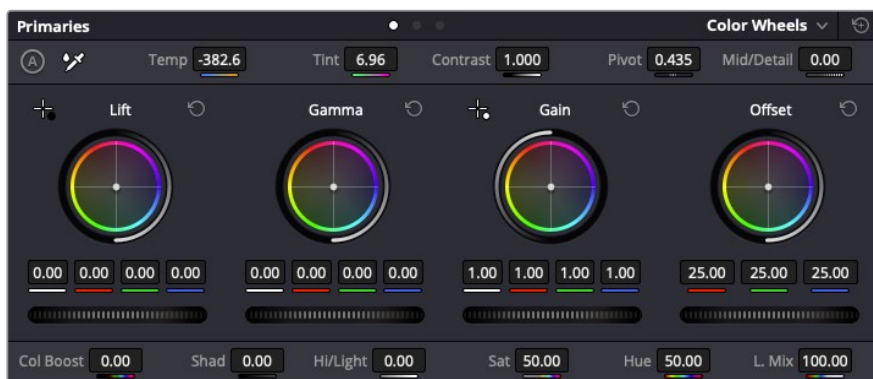 Primaries Color Wheels
A Temp -382.6 Tint 6.96 Contrast 1.000 Pivot 0.435 Mid/Detail 0.00
Lift Gamma Gain Offset
0.00 0.00 0.00 0.00 0.00 0.00 0.00 0.00 1.00 1.00 1.00 1.00 25.00 25.00 25.00
Col Boost 0.00 Shad 0.00 Hi/Light 0.00 Sat 50.00 Hue 50.00 L. Mix 100.00